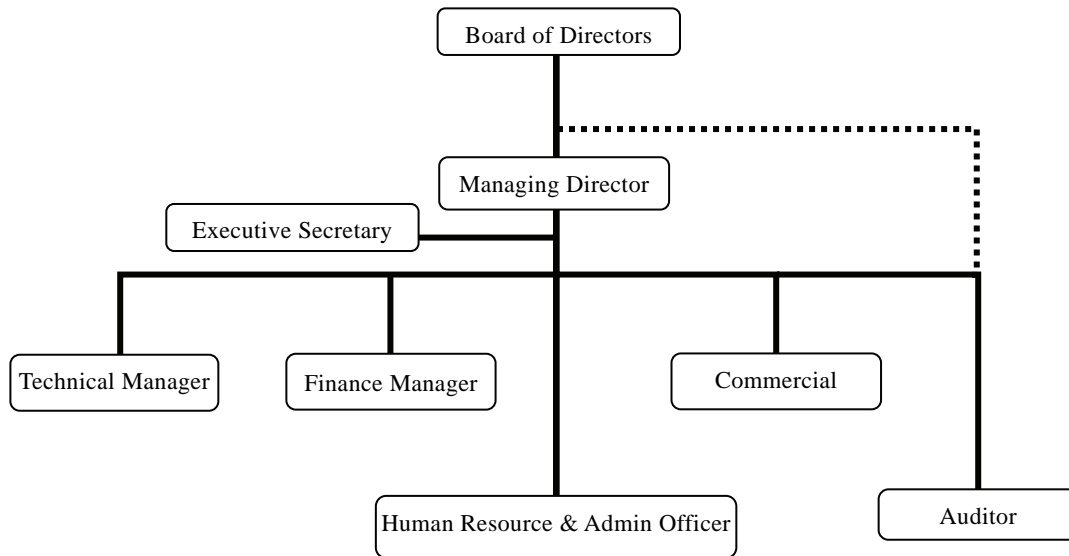 Board of Directors
Managing Director
Executive Secretary
Technical Manager
Finance Manager
Commercial
Human Resource & Admin Officer
Auditor